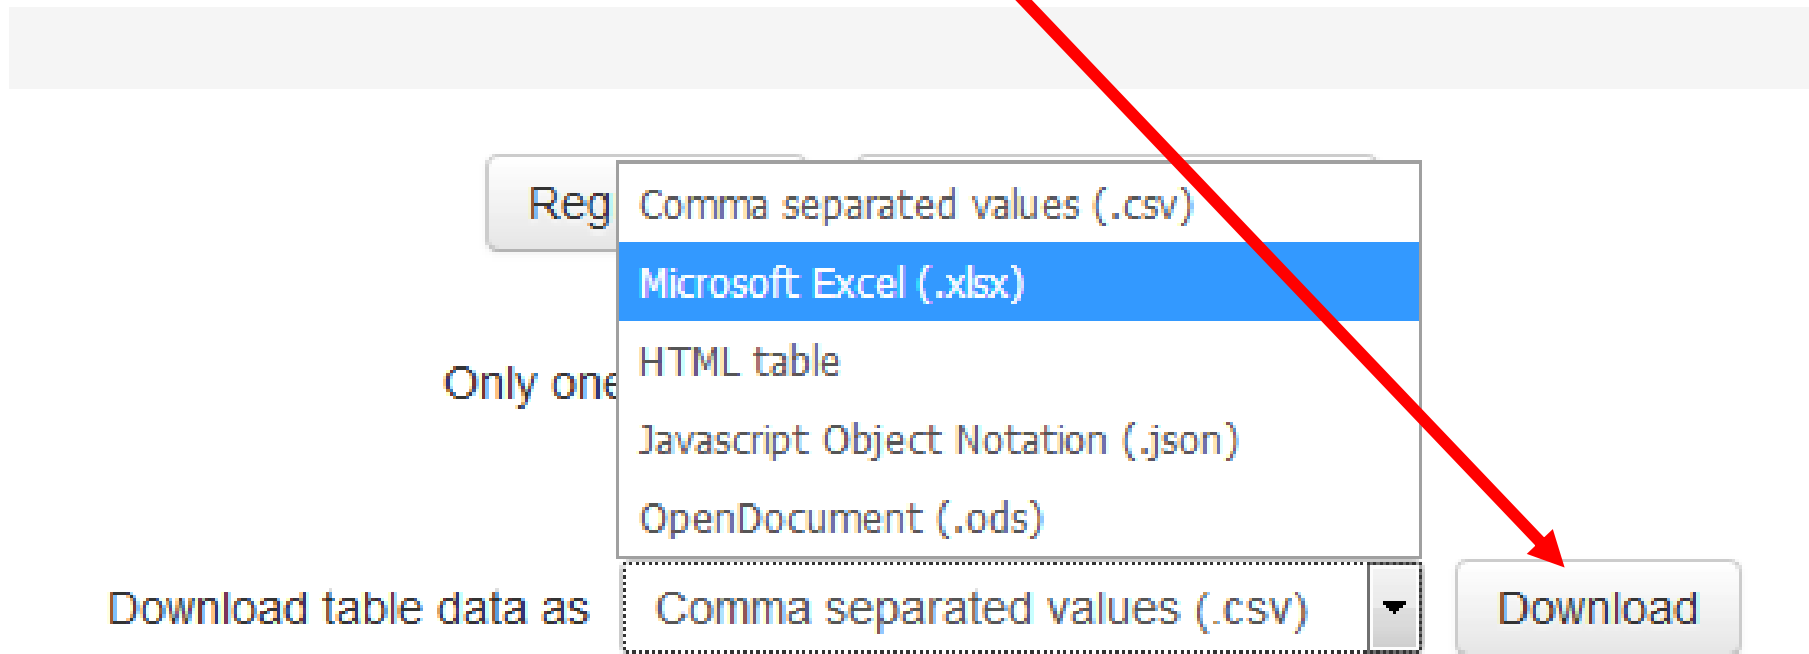 Reg
Comma separated values (.csv)
Microsoft Excel (.xlsx)
HTML table
Only one
Javascript Object Notation (.json)
OpenDocument (.ods)
Download table data as Comma separated values (.csv) Download